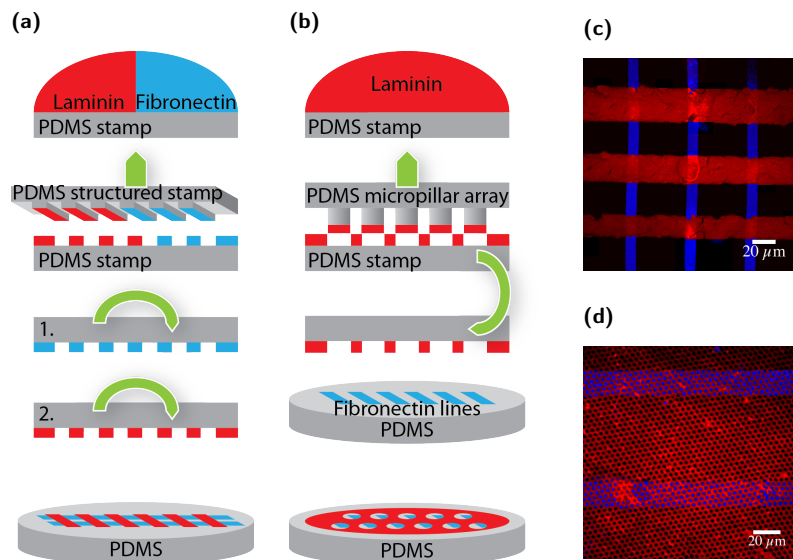 (a)
Laminin Fibronectin
PDMS stamp
PDMS structured stamp
PDMS stamp
1.
2.
PDMS
(b)
Laminin
PDMS stamp
PDMS micropillar array
PDMS stamp
Fibronectin lines
PDMS
PDMS
(c)
20 µm
(d)
20 µm